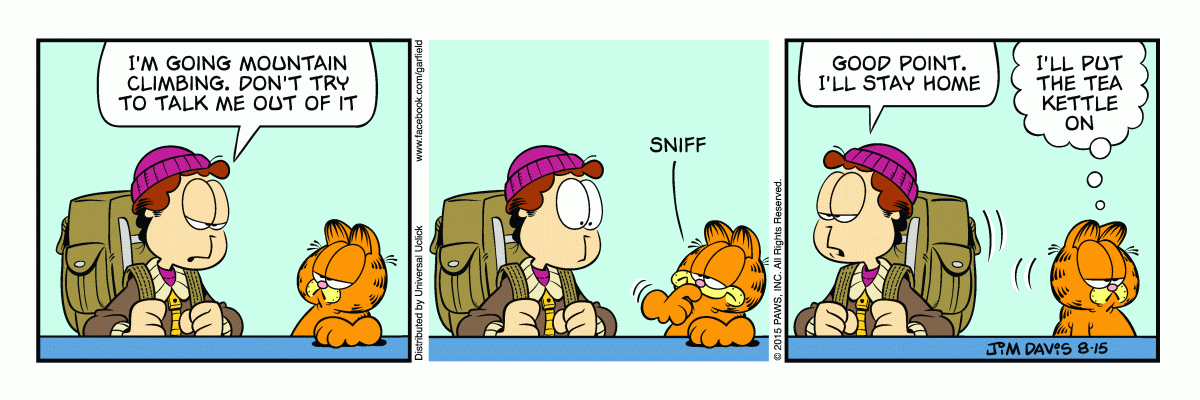 I'M GOING MOUNTAIN
CLIMBING. DON'T TRY
TO TALK ME OUT OF IT
www.facebook.com/garfield
Distributed by Universal Uclick
SNIFF
© 2015 PAWS, INC. All Rights Reserved.
GOOD POINT.
I'LL STAY HOME
I'LL PUT
THE TEA
KETTLE
ON
JIM DAVIS 8-15